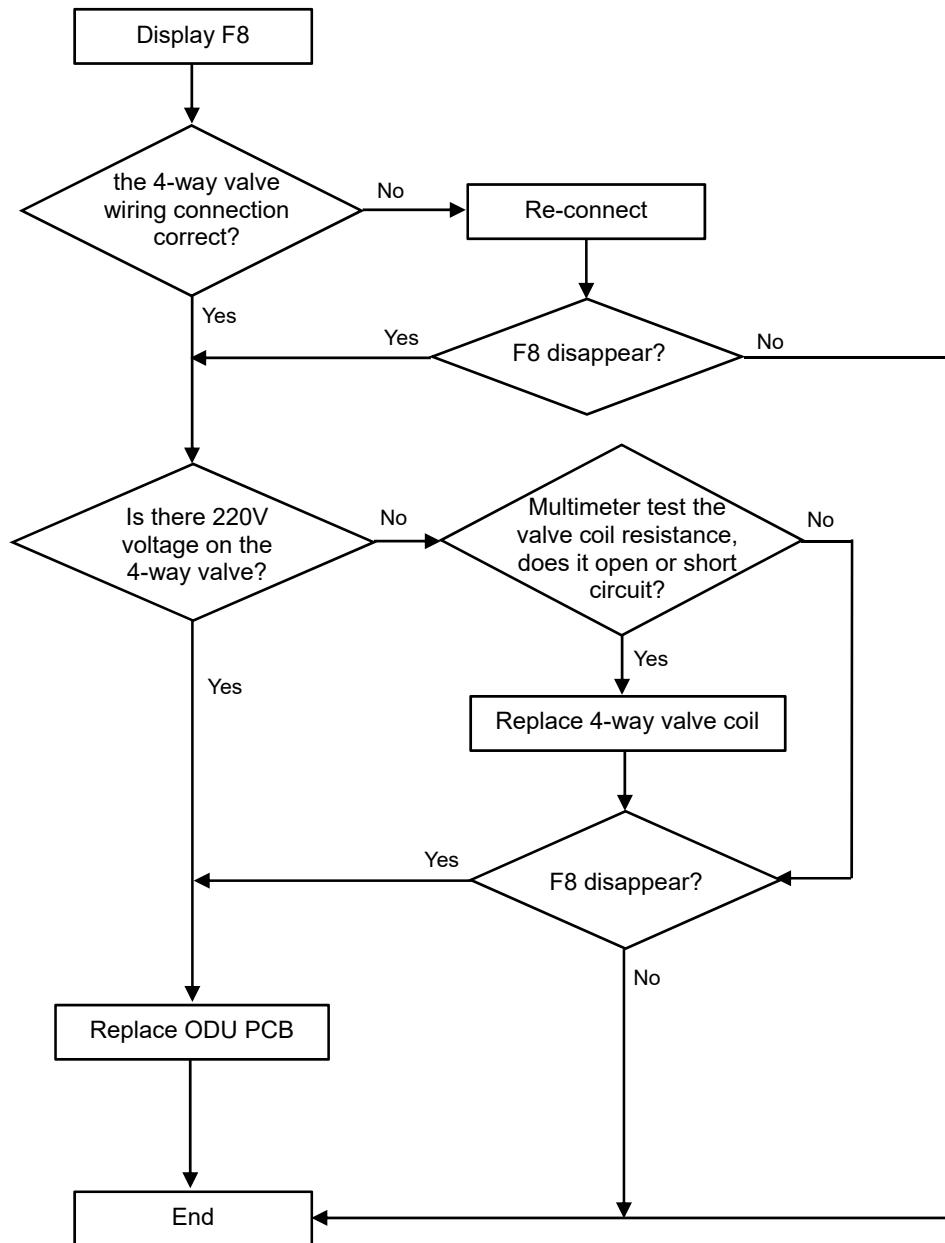 Display F8
the 4-way valve
wiring connection
correct?
No
Re-connect
Yes
Yes
F8 disappear?
No
Is there 220V
voltage on the
4-way valve?
No
Multimeter test the
valve coil resistance,
does it open or short
circuit?
No
Yes
Yes
Replace 4-way valve coil
Yes
F8 disappear?
No
Replace ODU PCB
End